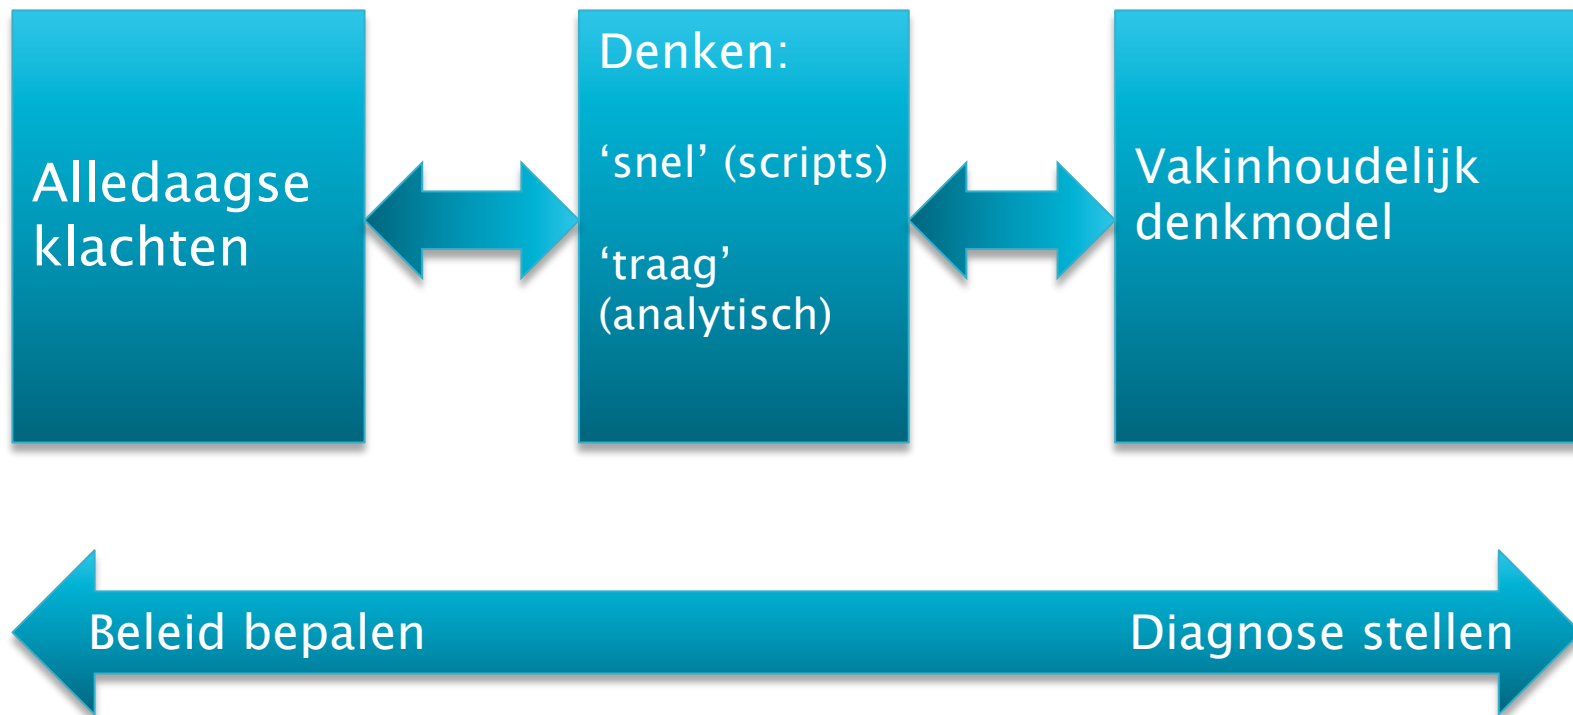 Alledaagse
klachten
Denken:
‘snel’ (scripts)
‘traag’
(analytisch)
Vakinhoudelijk
denkmodel
Beleid bepalen
Diagnose stellen